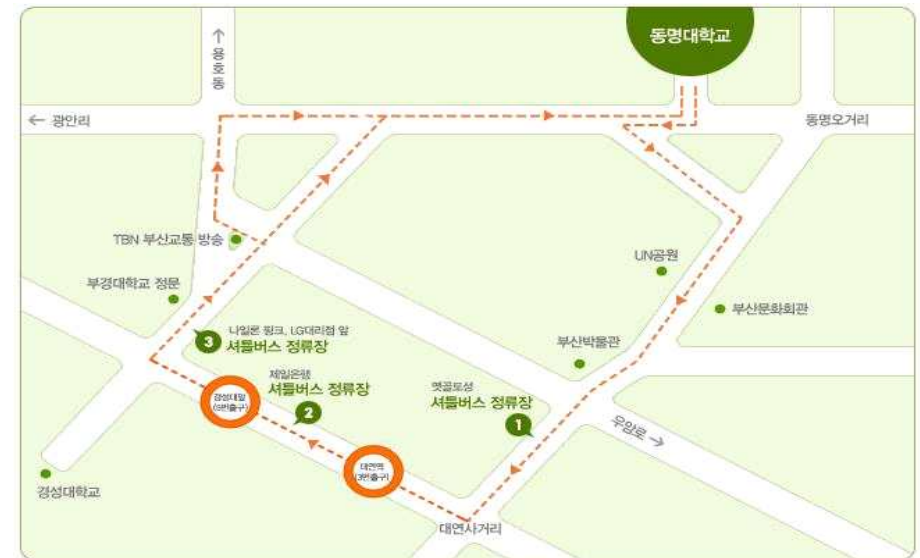 동명대학교
↑
용
호
동
← 광안리
동명오거리
TBN 부산교통 방송
UN공원
부경대학교 정문
부산문화회관
나일론 핑크, LG대리점 앞
3 셔틀버스 정류장
부산박물관
제일은행
셔틀버스 정류장
2
옛골토성
셔틀버스 정류장
1
경성대앞
우암로 →
대연역
(3번출구)
경성대학교
대연사거리